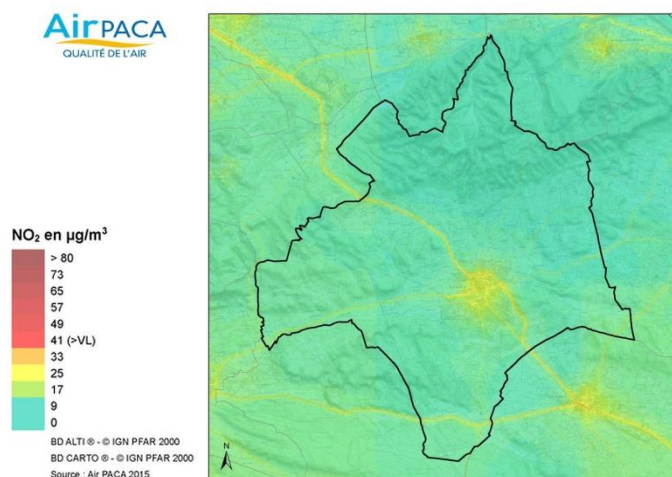 AirPACA
QUALITÉ DE L'AIR
NO₂ en µg/m³
> 80
73
65
57
49
41 (>VL)
33
25
17
9
0
BD ALTI ® - © IGN PFAR 2000
BD CARTO ® - © IGN PFAR 2000
Source : Air PACA 2015
N